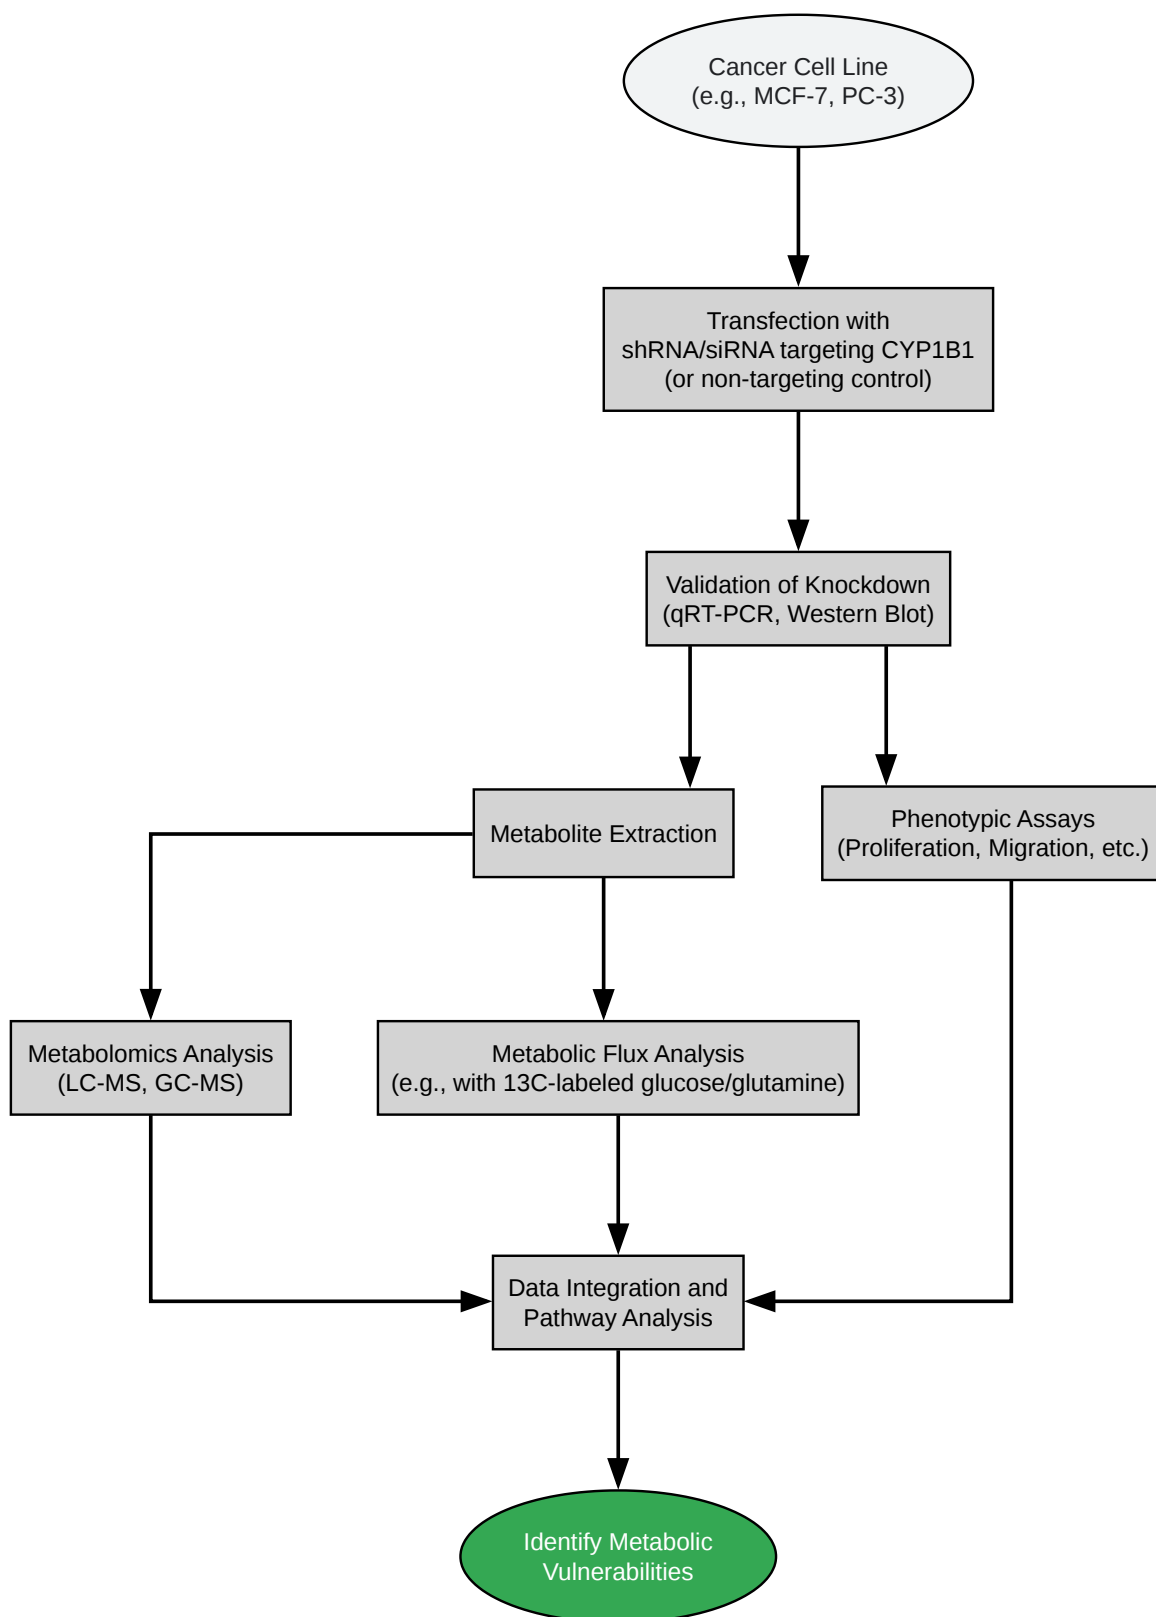 Cancer Cell Line
(e.g., MCF-7, PC-3)
Transfection with
shRNA/siRNA targeting CYP1B1
(or non-targeting control)
Validation of Knockdown
(qRT-PCR, Western Blot)
Metabolite Extraction
Phenotypic Assays
(Proliferation, Migration, etc.)
Metabolomics Analysis
(LC-MS, GC-MS)
Metabolic Flux Analysis
(e.g., with 13C-labeled glucose/glutamine)
Data Integration and
Pathway Analysis
Identify Metabolic
Vulnerabilities